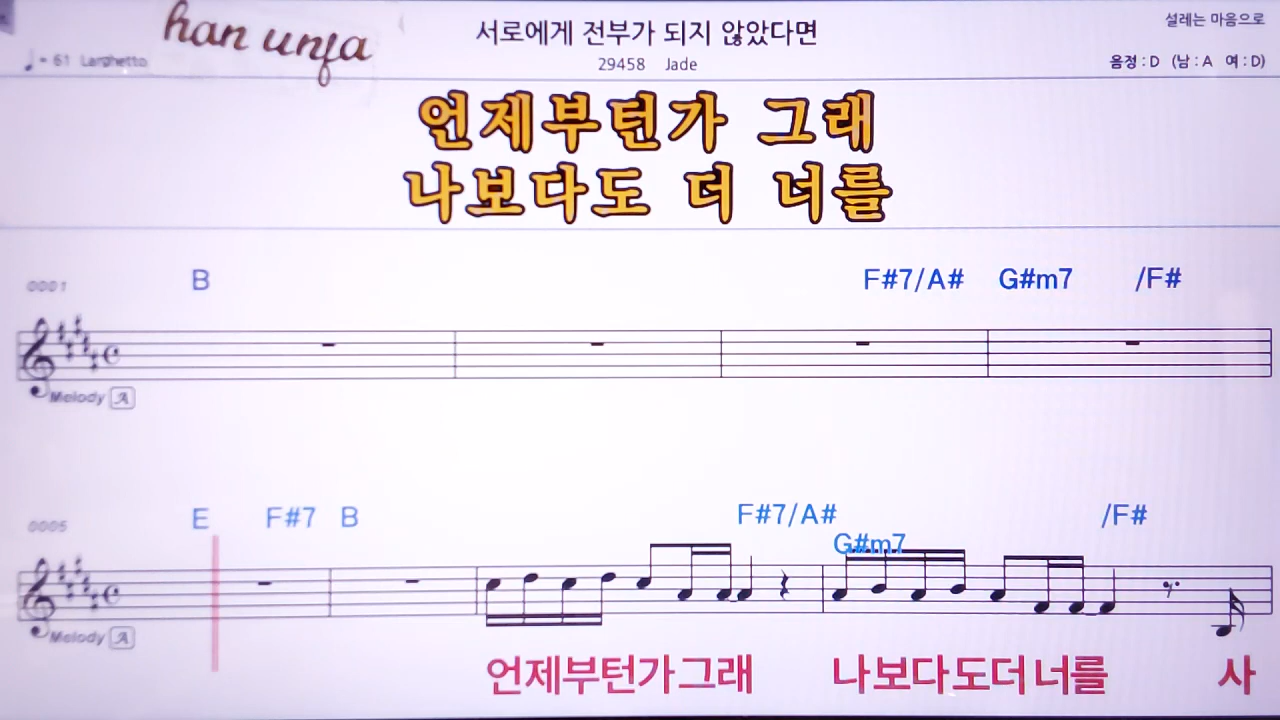 han unja
서로에게 전부가 되지 않았다면
설레는 마음으로
♩= 61 Larghetto
29458 Jade
음정 : D (남 : A 여 : D)
언제부턴가 그래
나보다도 더 너를
0001
B F#7/A# G#m7 /F#
Melody A
0005
E F#7 B F#7/A# G#m7 /F#
Melody A
언제부턴가그래 나보다도더너를 사